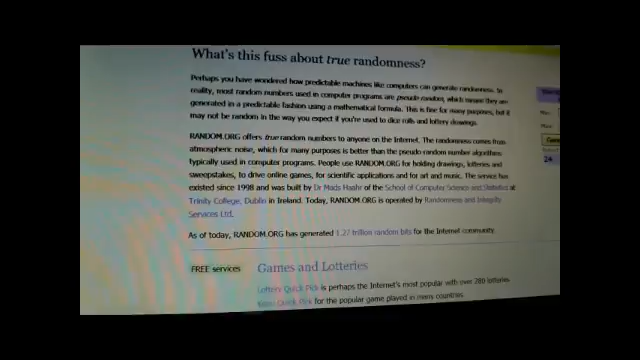 What's this fuss about true randomness?
Perhaps you have wondered how predictable machines like computers can generate randomness. In
reality, most random numbers used in computer programs are pseudo-random, which means they are
generated in a predictable fashion using a mathematical formula. This is fine for many purposes, but it
may not be random in the way you expect if you're used to dice rolls and lottery drawings.
RANDOM.ORG offers true random numbers to anyone on the Internet. The randomness comes from
atmospheric noise, which for many purposes is better than the pseudo-random number algorithms
typically used in computer programs. People use RANDOM.ORG for holding drawings, lotteries and
sweepstakes, to drive online games, for scientific applications and for art and music. The service has
existed since 1998 and was built by Dr Mads Haahr of the School of Computer Science and Statistics at
Trinity College, Dublin in Ireland. Today, RANDOM.ORG is operated by Randomness and Integrity
Services Ltd.
As of today, RANDOM.ORG has generated 1.27 trillion random bits for the Internet community.
FREE services
Games and Lotteries
Lottery Quick Pick is perhaps the Internet's most popular with over 280 lotteries
Keno Quick Pick for the popular game played in many countries
Min:
Max: